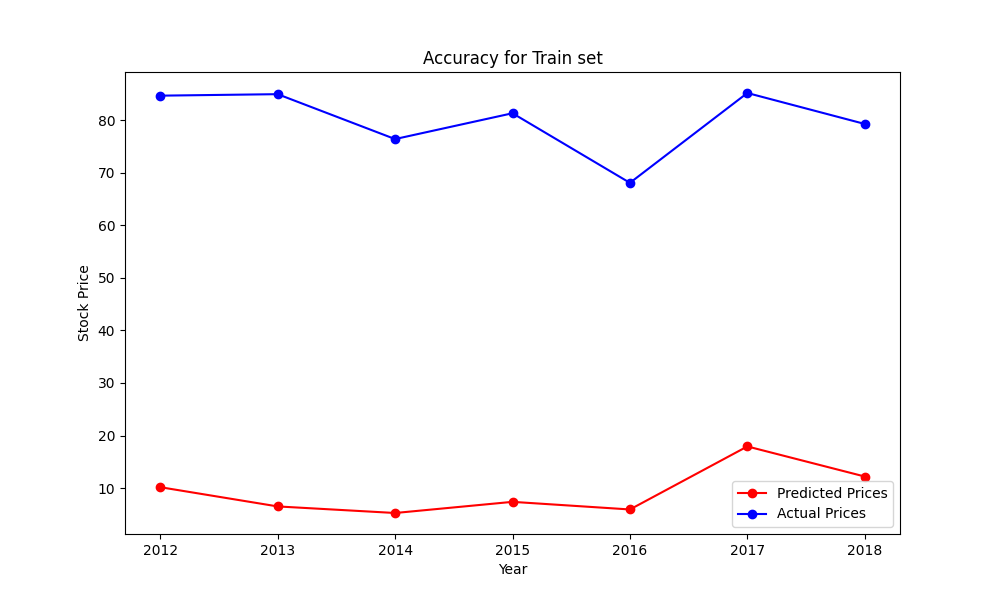 Accuracy for Train set
80
70
60
50
40
30
20
10
Stock Price
2012 2013 2014 2015 2016 2017 2018
Year
Predicted Prices
Actual Prices